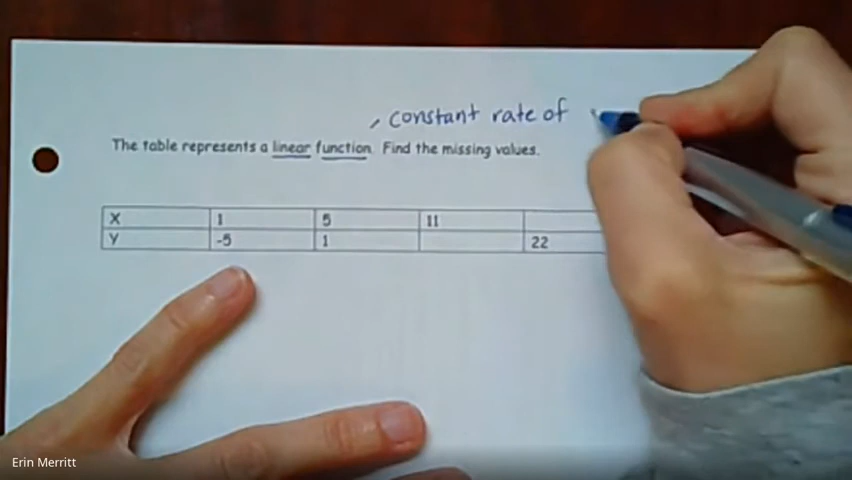 constant rate of
The table represents a linear function. Find the missing values.
X 1 5 11
Y -5 1 22
Erin Merritt